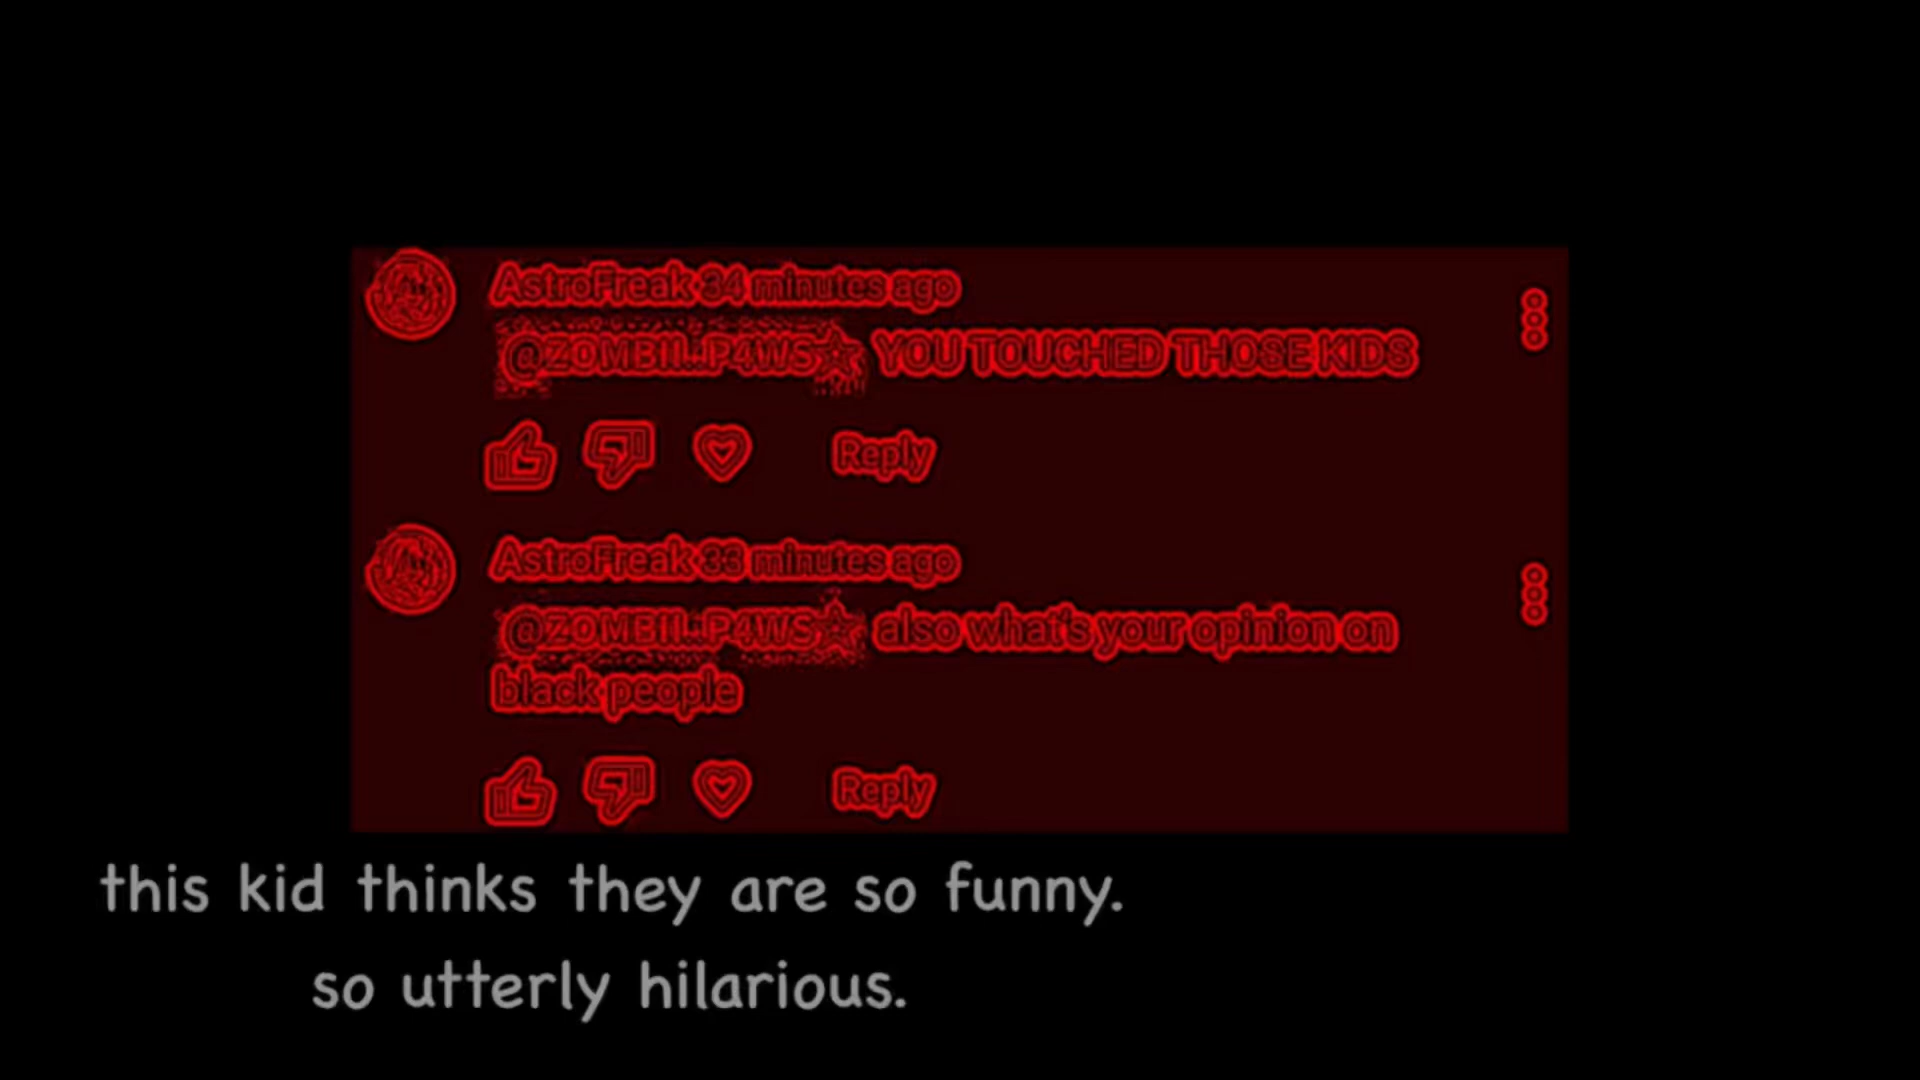 AstroFreak 34 minutes ago
@ZOMBII..P4WS☆ YOU TOUCHED THOSE KIDS
Reply
AstroFreak 33 minutes ago
@ZOMBII..P4WS☆ also what's your opinion on
black people
Reply
this kid thinks they are so funny.
so utterly hilarious.